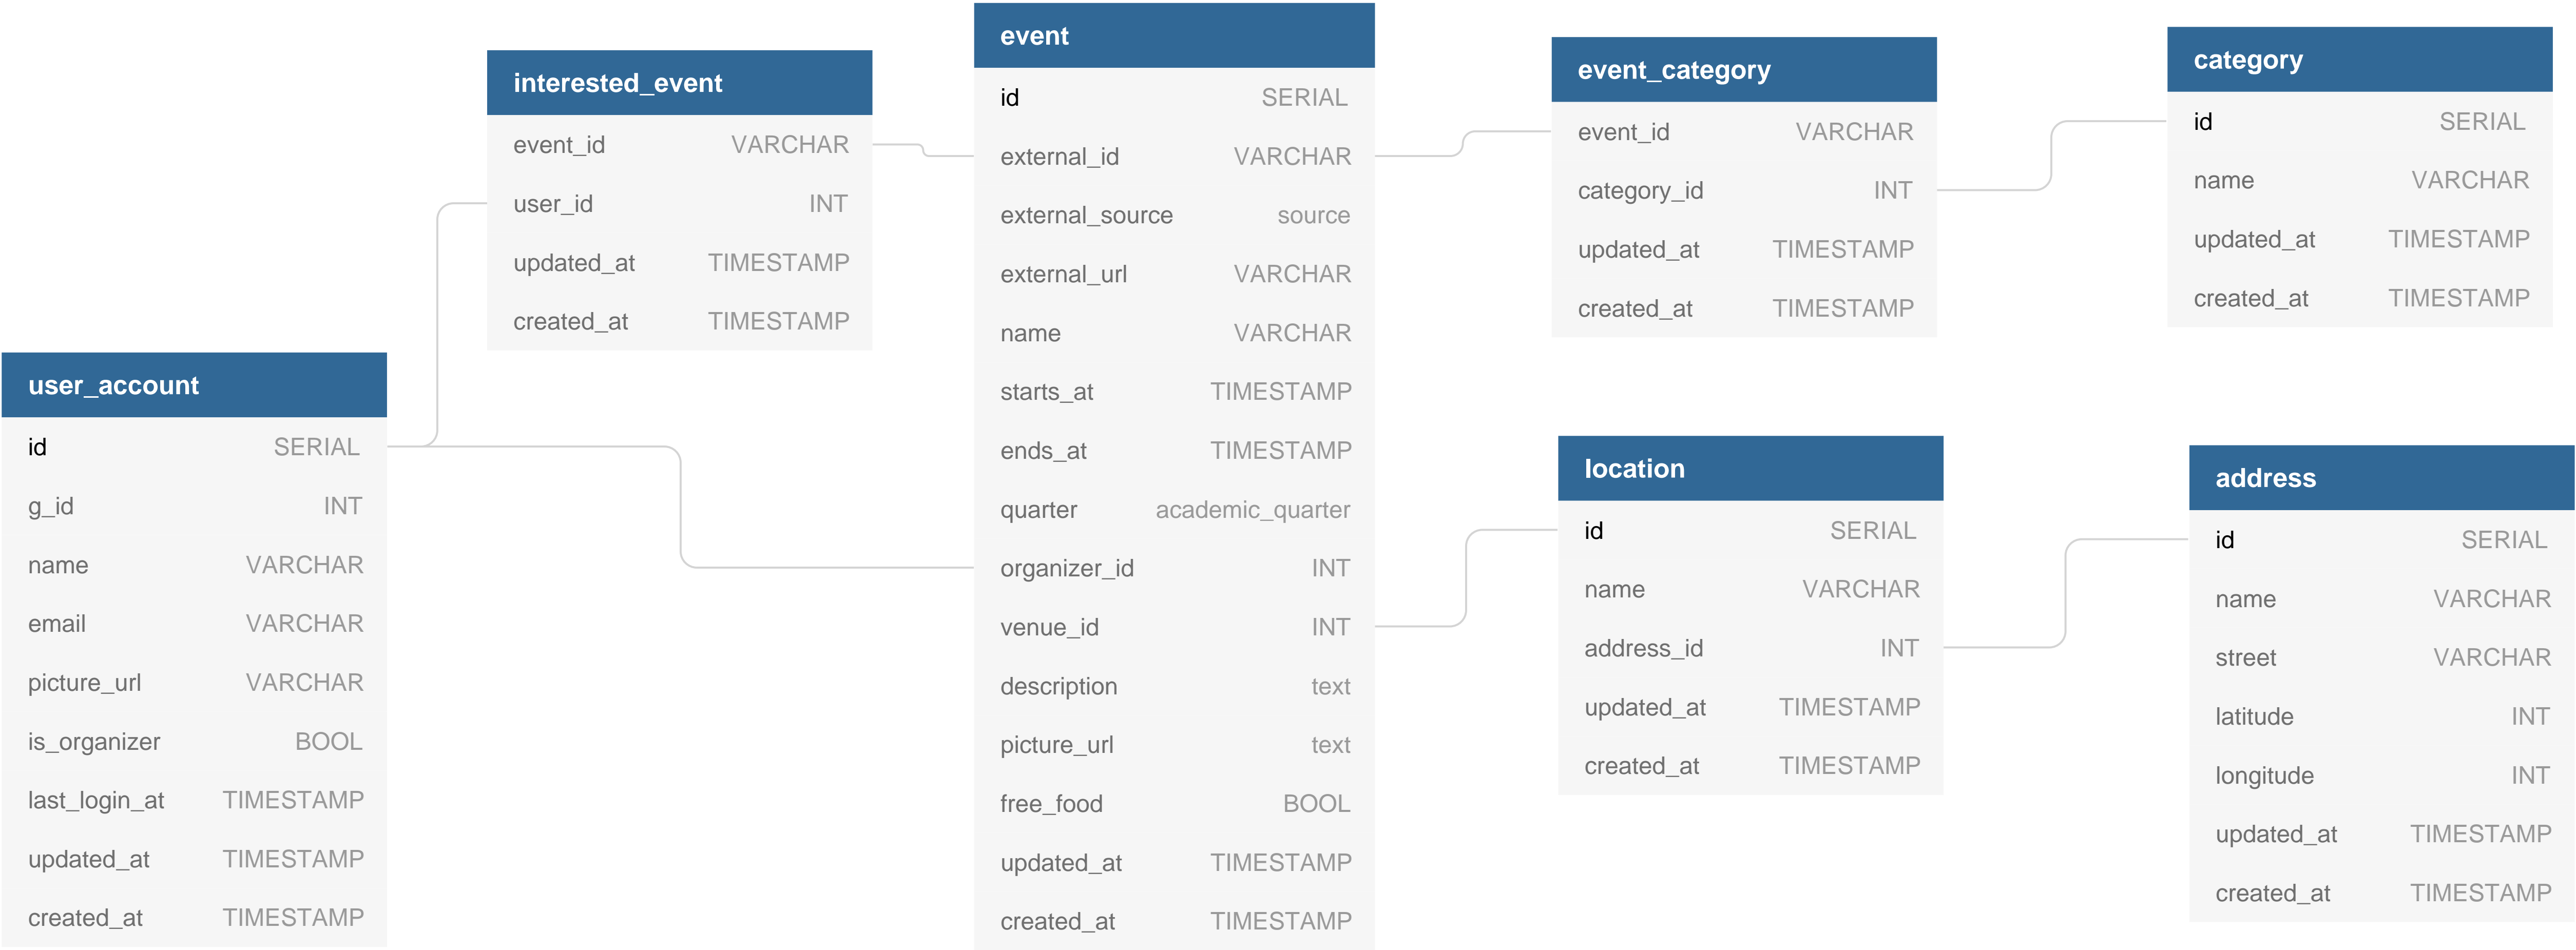 user_account
id SERIAL
g_id INT
name VARCHAR
email VARCHAR
picture_url VARCHAR
is_organizer BOOL
last_login_at TIMESTAMP
updated_at TIMESTAMP
created_at TIMESTAMP
interested_event
event_id VARCHAR
user_id INT
updated_at TIMESTAMP
created_at TIMESTAMP
event
id SERIAL
external_id VARCHAR
external_source source
external_url VARCHAR
name VARCHAR
starts_at TIMESTAMP
ends_at TIMESTAMP
quarter academic_quarter
organizer_id INT
venue_id INT
description text
picture_url text
free_food BOOL
updated_at TIMESTAMP
created_at TIMESTAMP
event_category
event_id VARCHAR
category_id INT
updated_at TIMESTAMP
created_at TIMESTAMP
category
id SERIAL
name VARCHAR
updated_at TIMESTAMP
created_at TIMESTAMP
location
id SERIAL
name VARCHAR
address_id INT
updated_at TIMESTAMP
created_at TIMESTAMP
address
id SERIAL
name VARCHAR
street VARCHAR
latitude INT
longitude INT
updated_at TIMESTAMP
created_at TIMESTAMP